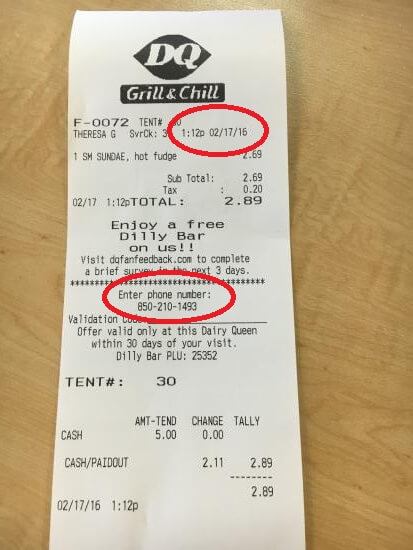 DQ
Grill & Chill
F-0072 TENT# 30
THERESA G SvrCk: 3 1:12p 02/17/16
1 SM SUNDAE, hot fudge 2.69
Sub Total: 2.69
Tax : 0.20
02/17 1:12pTOTAL: 2.89
Enjoy a free
Dilly Bar
on us!!
Visit dqfanfeedback.com to complete
a brief survey in the next 3 days.
****************************************
Enter phone number:
850-210-1493
Validation
Offer valid only at this Dairy Queen
within 30 days of your visit.
Dilly Bar PLU: 25352
TENT#: 30
AMT-TEND CHANGE TALLY
CASH 5.00 0.00
CASH/PAIDOUT 2.11 2.89
--------
2.89
02/17/16 1:12p